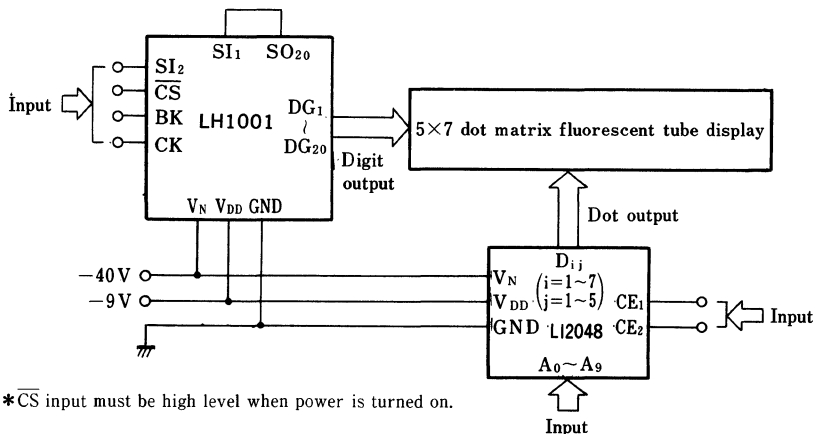 SI₁ SO₂₀
SI₂
C̅S̅
BK
CK
Input
LH1001
DG₁
~
DG₂₀
Digit
output
V_N V_DD GND
5×7 dot matrix fluorescent tube display
Dot output
−40V
−9V
D_ij
(i=1~7
j=1~5)
V_N
V_DD
GND
CE₁
CE₂
LI2048
A₀~A₉
Input
Input
*C̅S̅ input must be high level when power is turned on.